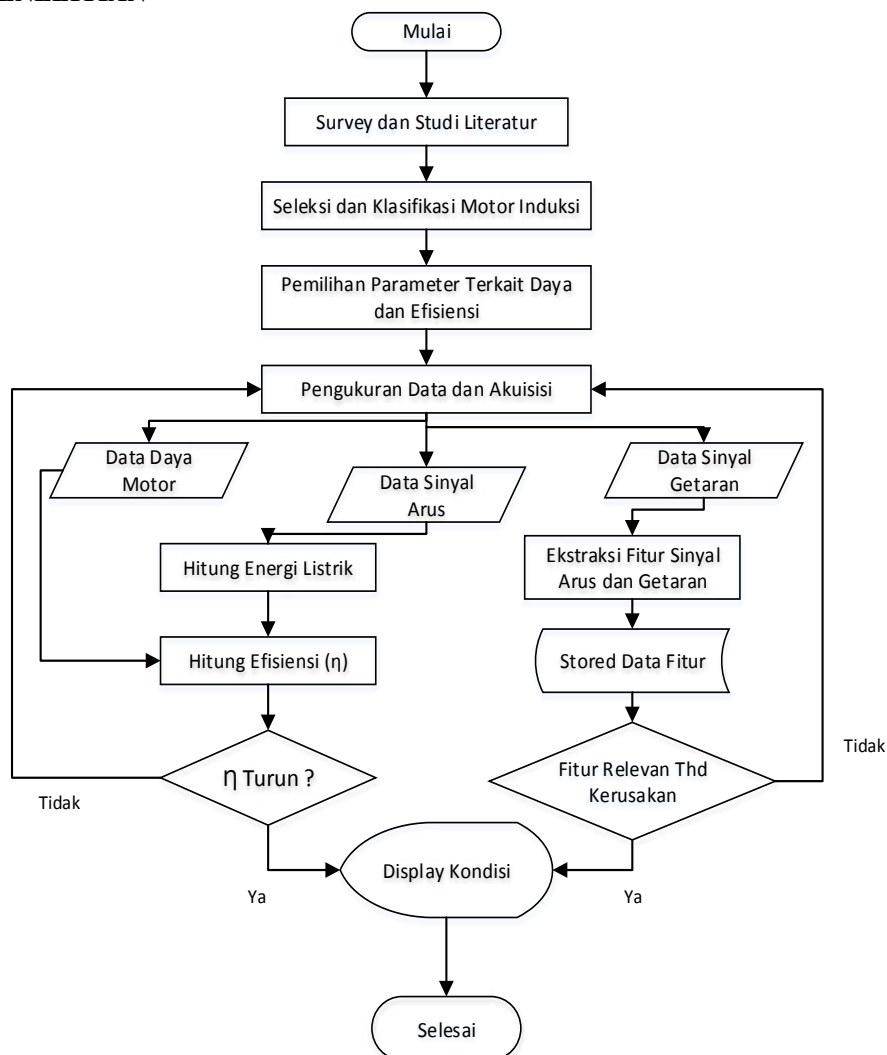 Mulai
Survey dan Studi Literatur
Seleksi dan Klasifikasi Motor Induksi
Pemilihan Parameter Terkait Daya
dan Efisiensi
Pengukuran Data dan Akuisisi
Data Daya
Motor
Data Sinyal
Arus
Data Sinyal
Getaran
Hitung Energi Listrik
Ekstraksi Fitur Sinyal
Arus dan Getaran
Hitung Efisiensi (η)
Stored Data Fitur
Ƞ Turun ?
Fitur Relevan Thd
Kerusakan
Tidak
Tidak
Display Kondisi
Ya
Ya
Selesai